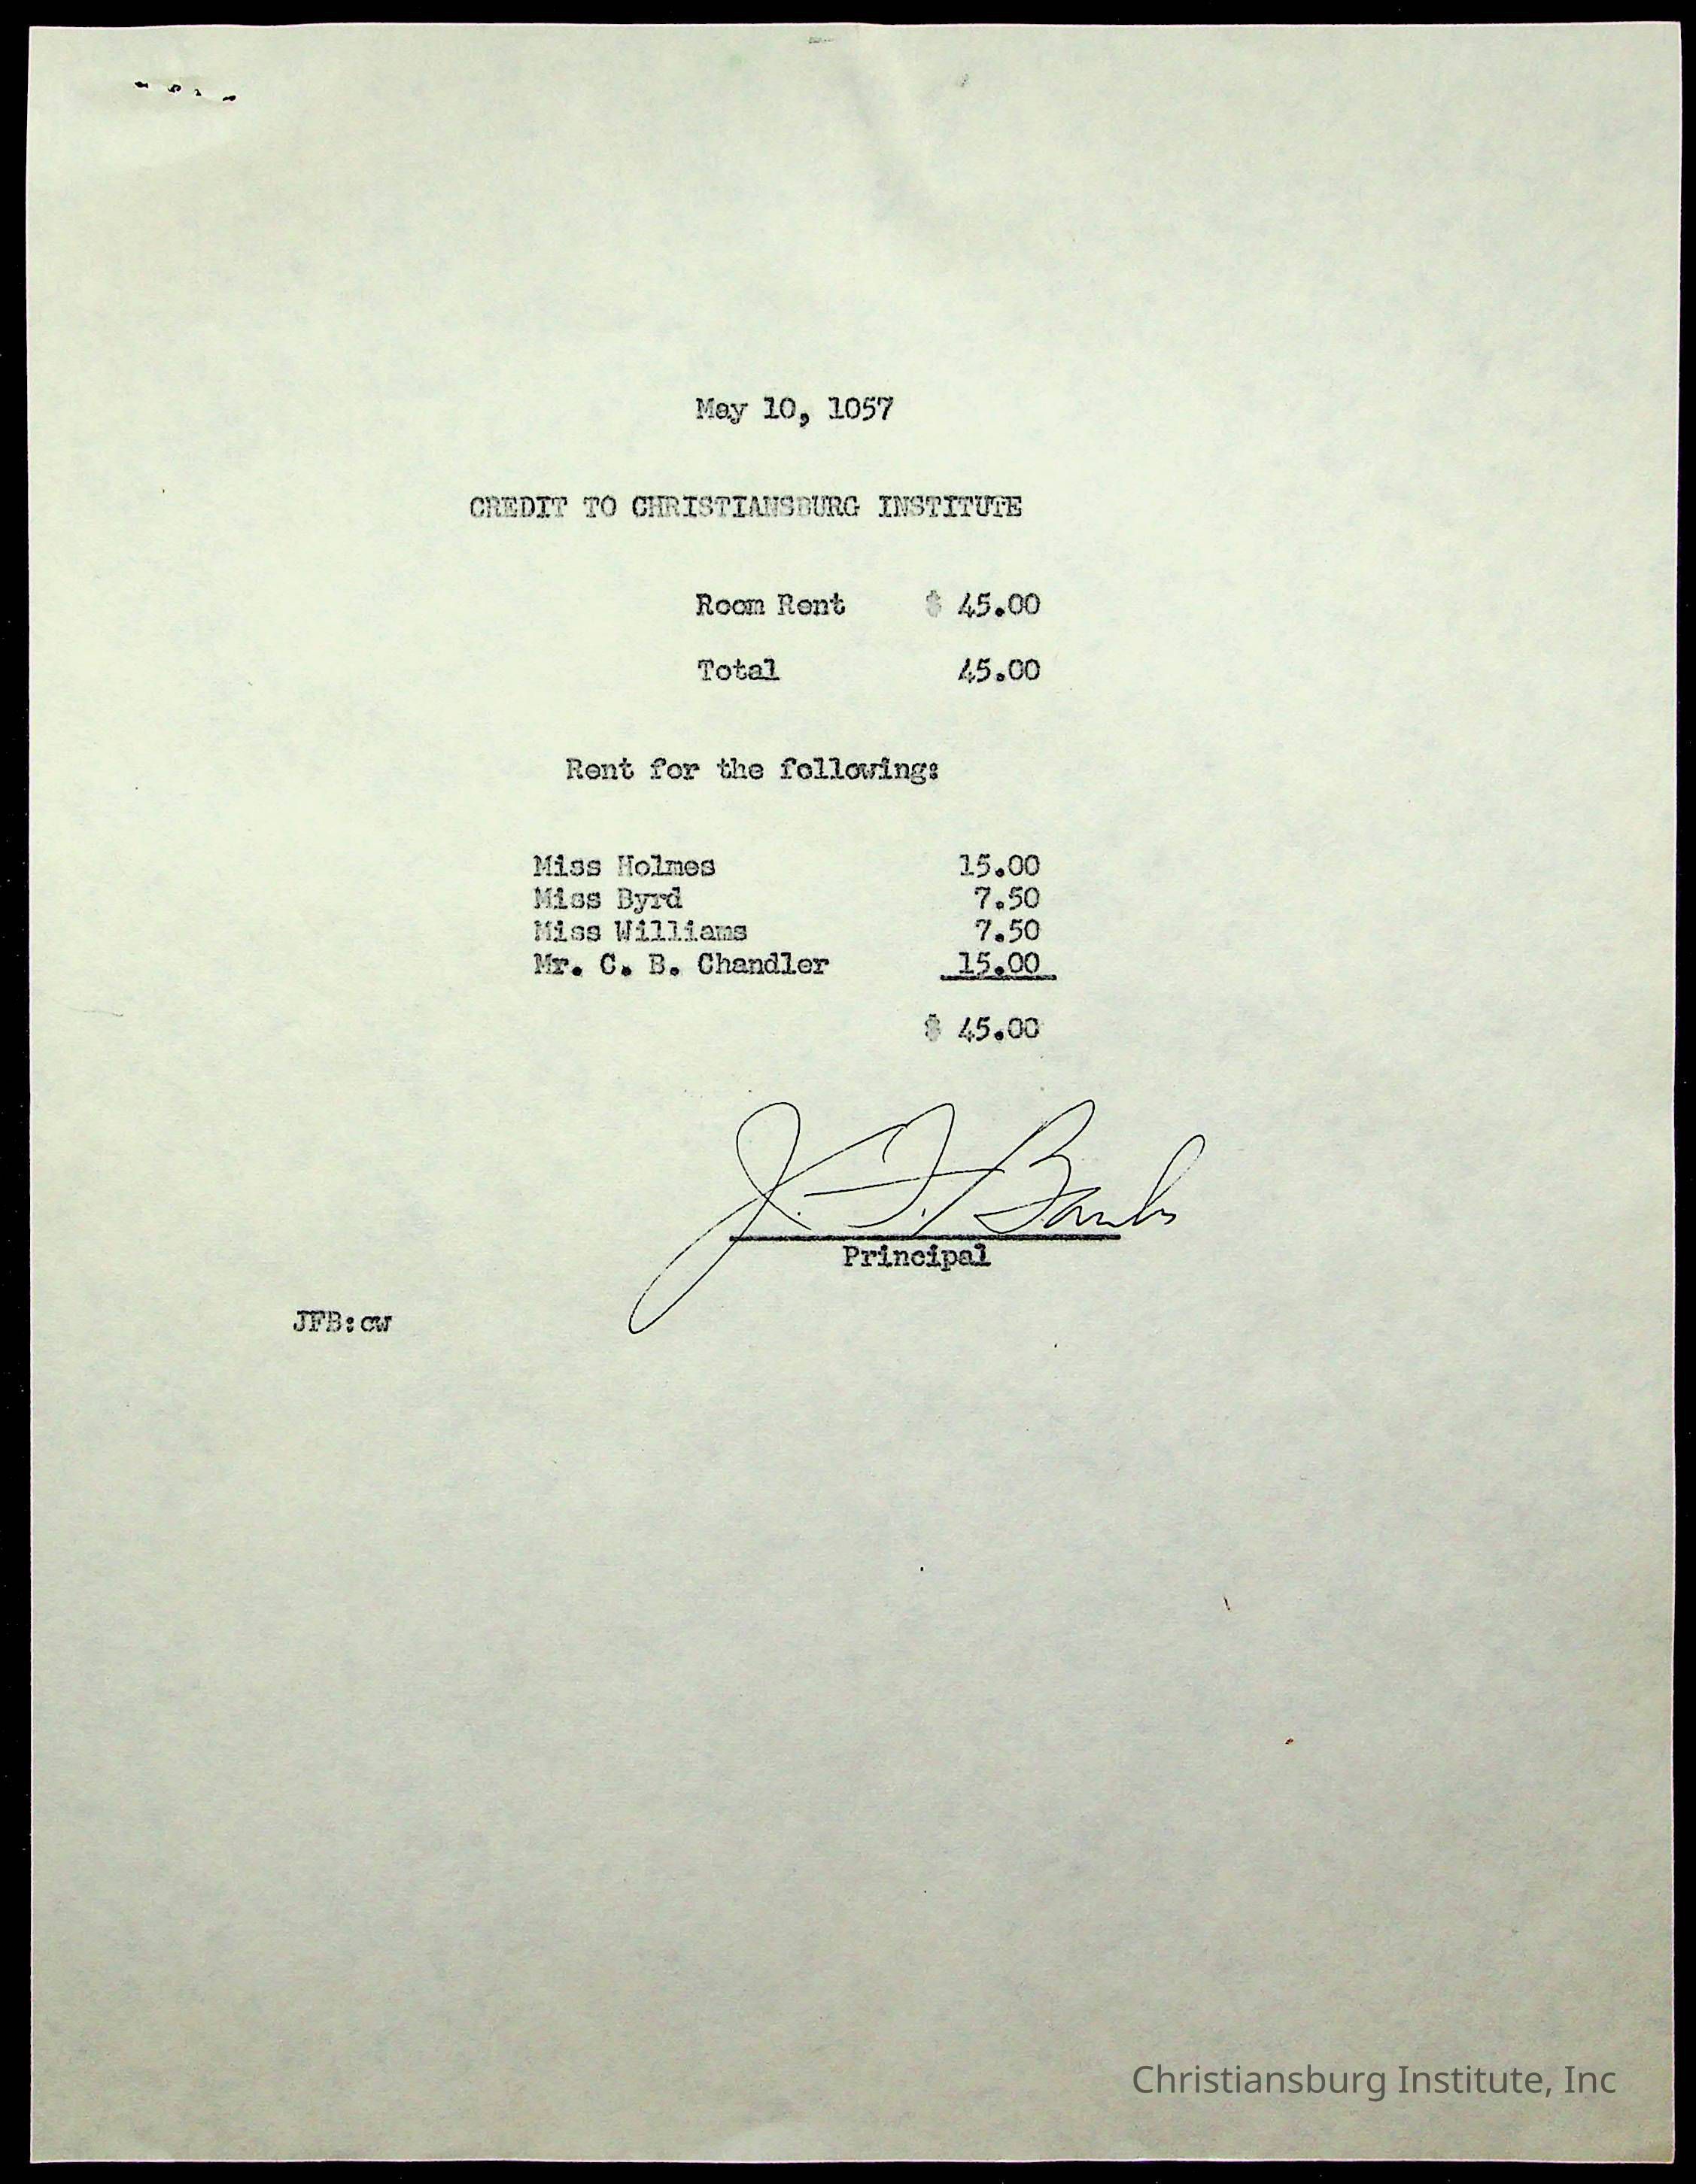 May 10, 1057
CREDIT TO CHRISTIANSBURG INSTITUTE
Room Rent $ 45.00
Total 45.00
Rent for the following:
Miss Holmes 15.00
Miss Byrd 7.50
Miss Williams 7.50
Mr. C. B. Chandler 15.00
$ 45.00
J. F. Banks
Principal
JFB:cw
Christiansburg Institute, Inc